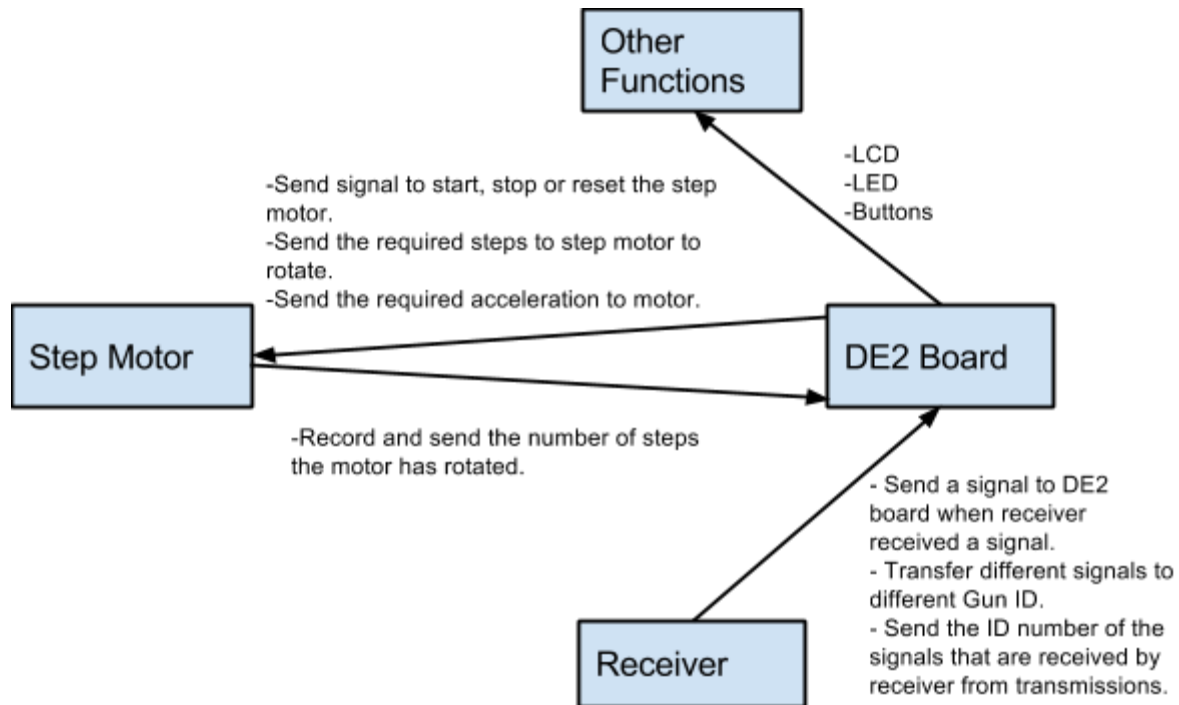 Other
Functions
-LCD
-LED
-Buttons
-Send signal to start, stop or reset the step
motor.
-Send the required steps to step motor to
rotate.
-Send the required acceleration to motor.
Step Motor
DE2 Board
-Record and send the number of steps
the motor has rotated.
- Send a signal to DE2
board when receiver
received a signal.
- Transfer different signals to
different Gun ID.
- Send the ID number of the
signals that are received by
receiver from transmissions.
Receiver